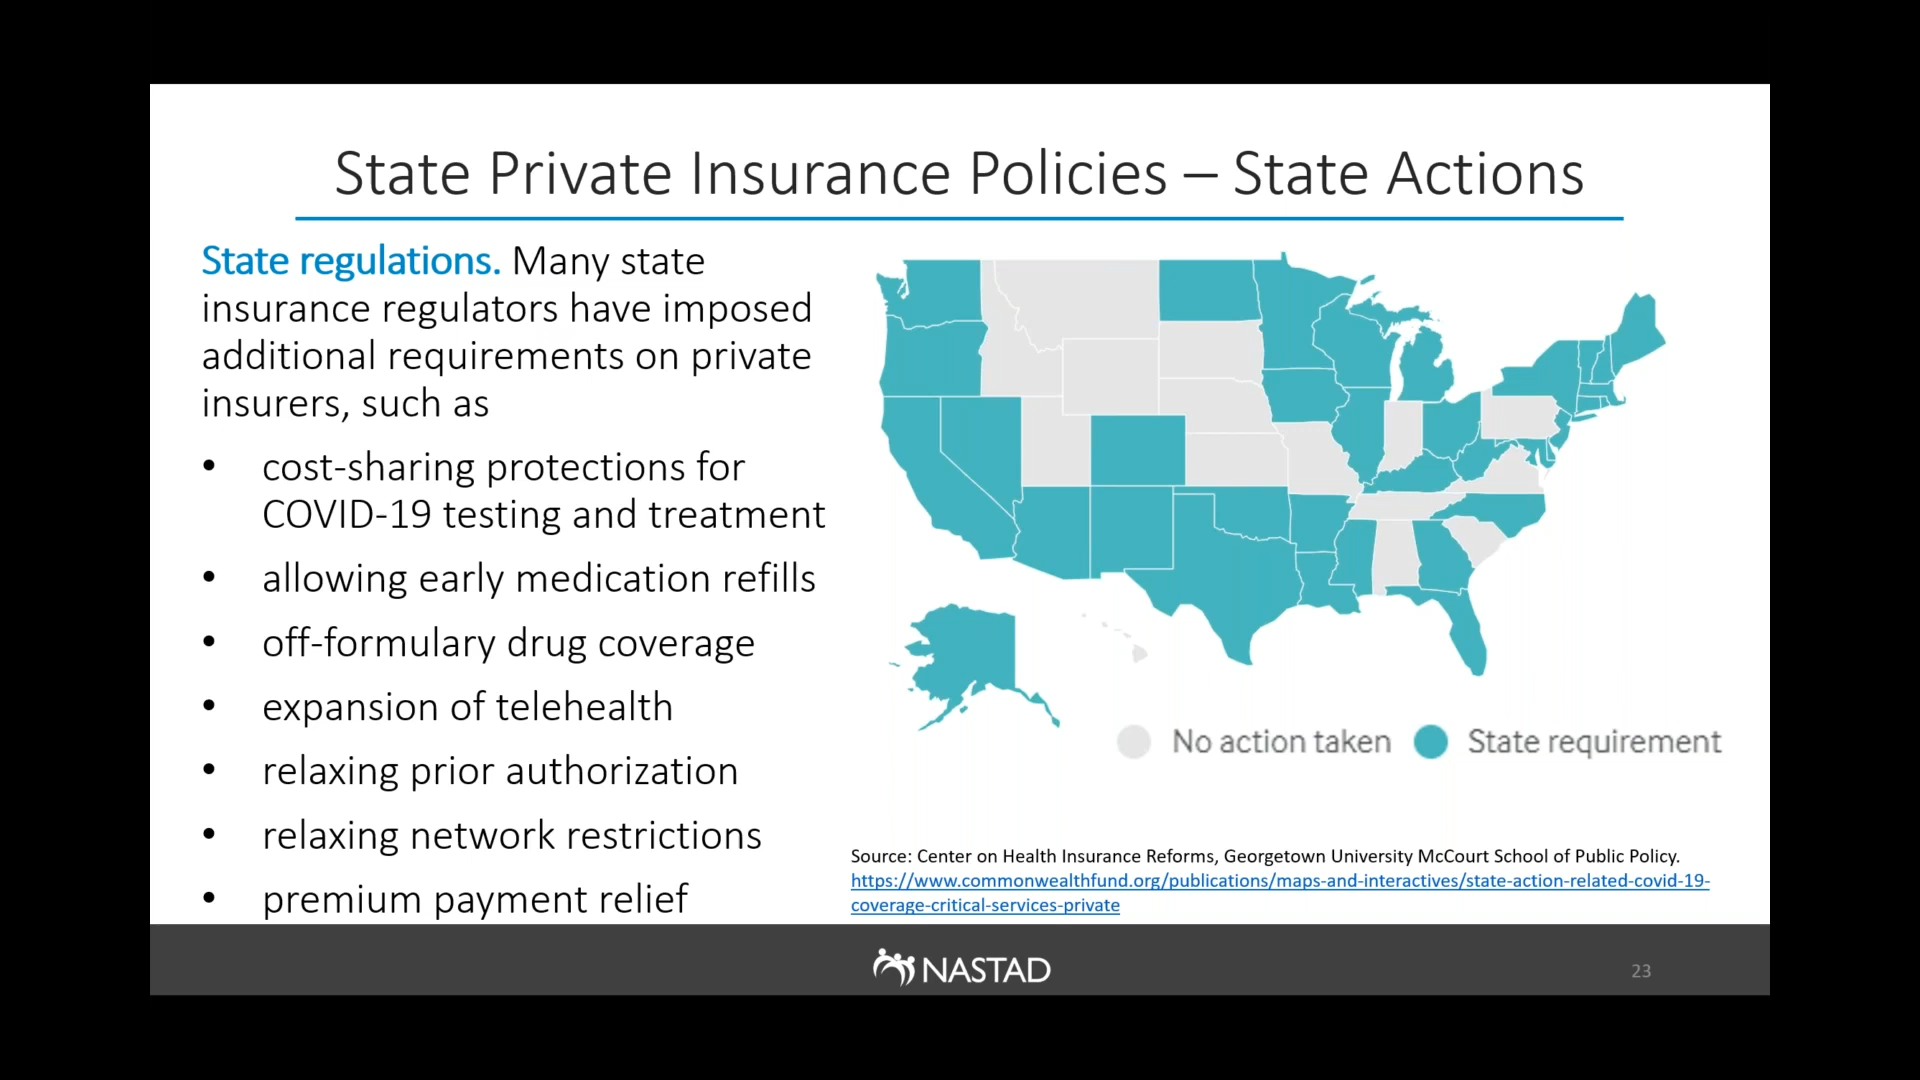 State Private Insurance Policies – State Actions
State regulations. Many state
insurance regulators have imposed
additional requirements on private
insurers, such as
• cost-sharing protections for
COVID-19 testing and treatment
• allowing early medication refills
• off-formulary drug coverage
• expansion of telehealth
• relaxing prior authorization
• relaxing network restrictions
• premium payment relief
No action taken
State requirement
Source: Center on Health Insurance Reforms, Georgetown University McCourt School of Public Policy.
https://www.commonwealthfund.org/publications/maps-and-interactives/state-action-related-covid-19-
coverage-critical-services-private
NASTAD
23